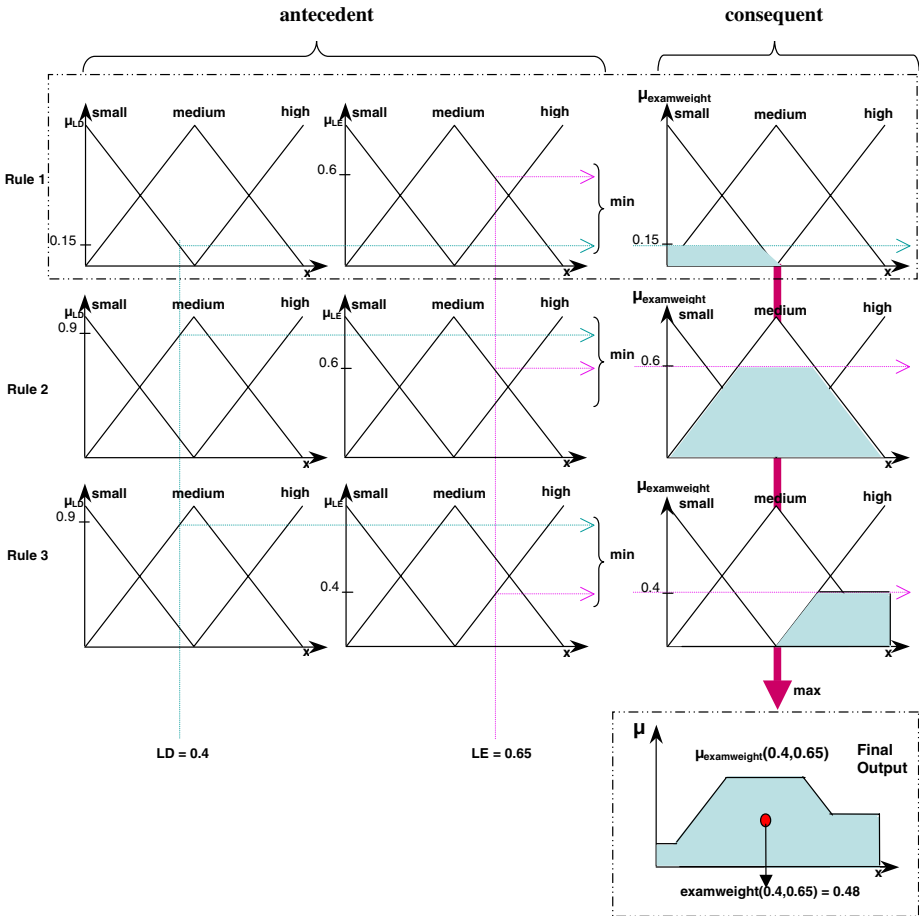 antecedent
consequent
Rule 1
μLD
small
medium
high
0.15
x
μLE
small
medium
high
0.6
x
min
μexamweight
small
medium
high
0.15
x
Rule 2
μLD
small
medium
high
0.9
x
μLE
small
medium
high
0.6
x
min
μexamweight
small
medium
high
0.6
x
Rule 3
μLD
small
medium
high
0.9
x
μLE
small
medium
high
0.4
x
min
μexamweight
small
medium
high
0.4
x
max
LD = 0.4
LE = 0.65
μ
μexamweight(0.4,0.65)
Final
Output
x
examweight(0.4,0.65) = 0.48